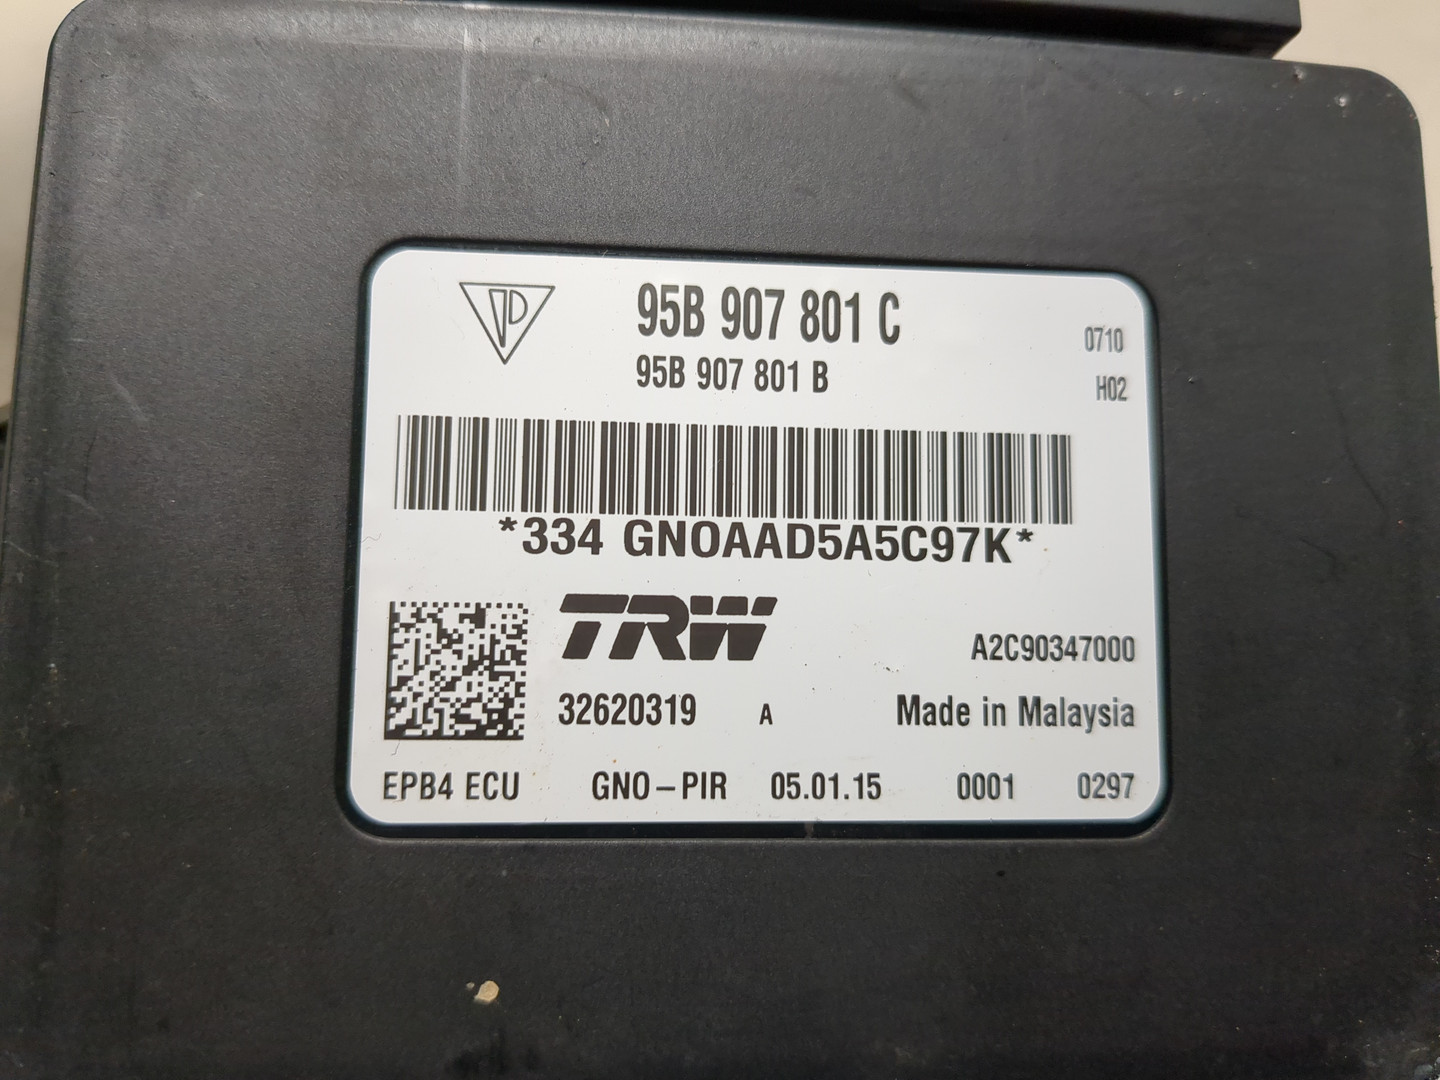 95B 907 801 C
95B 907 801 B
0710
H02
*334 GNOAAD5A5C97K*
TRW
A2C90347000
32620319 A
Made in Malaysia
EPB4 ECU GNO-PIR 05.01.15 0001 0297